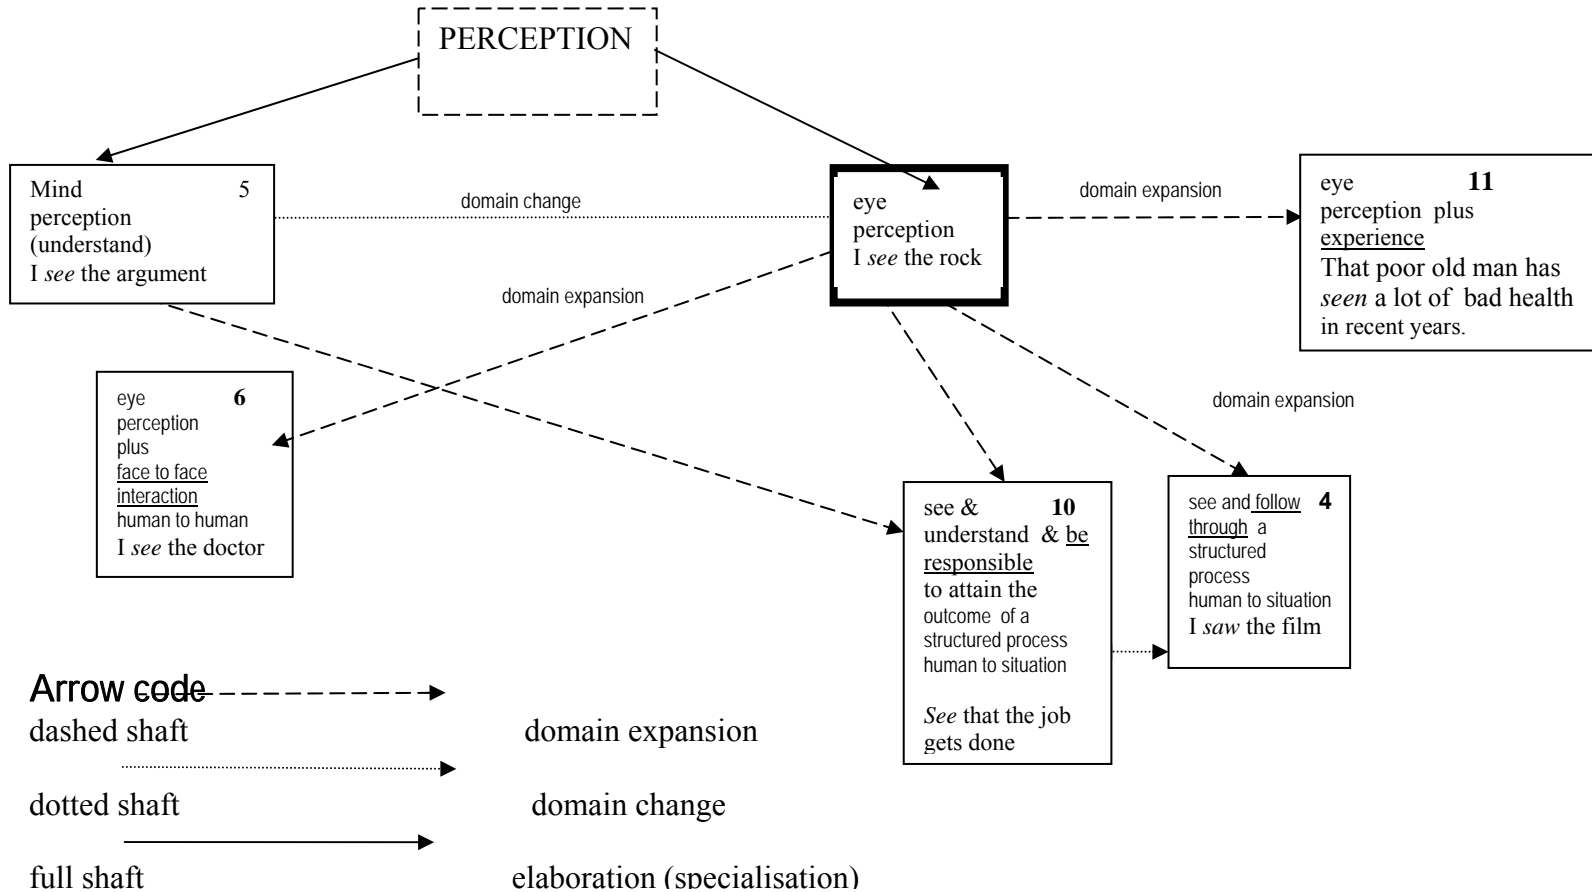 PERCEPTION
Mind 5
perception
(understand)
I see the argument
domain change
eye
perception
I see the rock
domain expansion
eye 11
perception plus
experience
That poor old man has
seen a lot of bad health
in recent years.
domain expansion
eye 6
perception
plus
face to face
interaction
human to human
I see the doctor
domain expansion
see & 10
understand & be
responsible
to attain the
outcome of a
structured process
human to situation
See that the job
gets done
see and follow 4
through a
structured
process
human to situation
I saw the film
Arrow code
dashed shaft domain expansion
dotted shaft domain change
full shaft elaboration (specialisation)